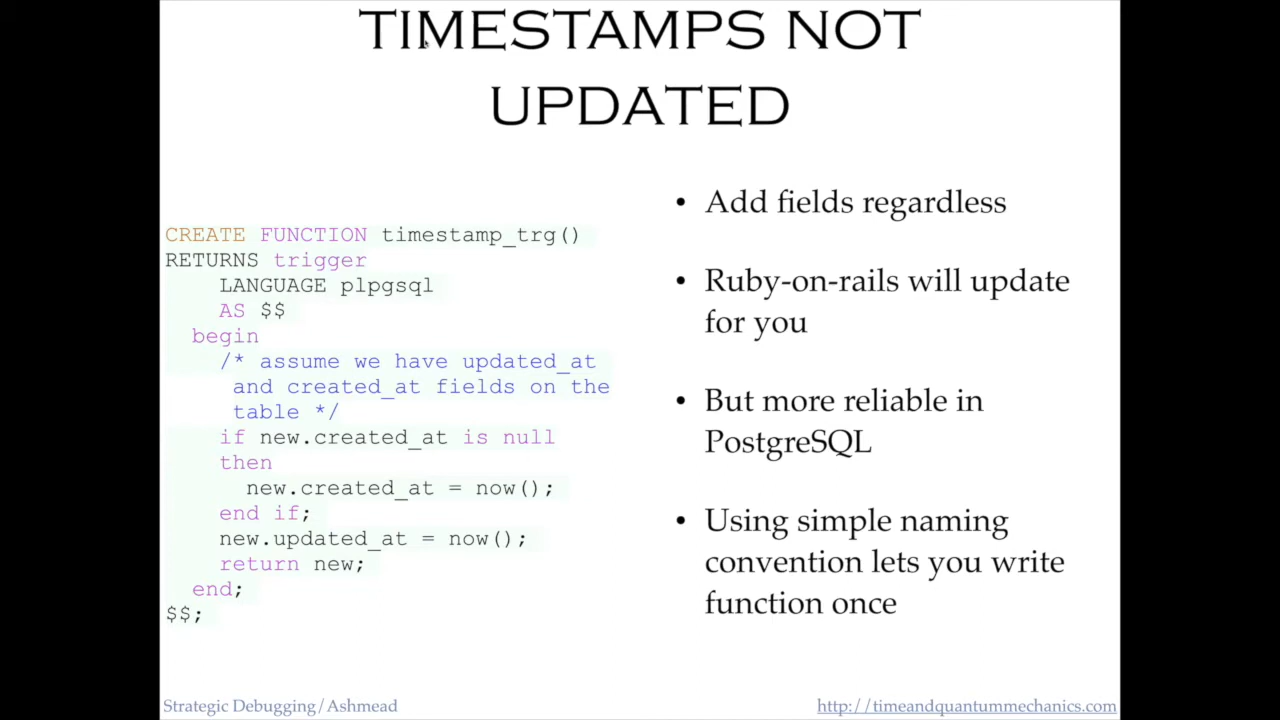 TIMESTAMPS NOT
UPDATED
CREATE FUNCTION timestamp_trg()
RETURNS trigger
    LANGUAGE plpgsql
    AS $$
  begin
    /* assume we have updated_at
     and created_at fields on the
     table */
    if new.created_at is null
    then
      new.created_at = now();
    end if;
    new.updated_at = now();
    return new;
  end;
$$;
• Add fields regardless
• Ruby-on-rails will update
for you
• But more reliable in
PostgreSQL
• Using simple naming
convention lets you write
function once
Strategic Debugging/Ashmead
http://timeandquantummechanics.com